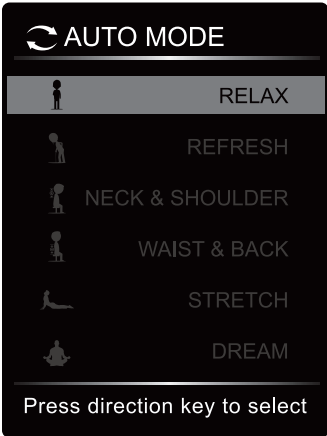 AUTO MODE
RELAX
REFRESH
NECK & SHOULDER
WAIST & BACK
STRETCH
DREAM
Press direction key to select